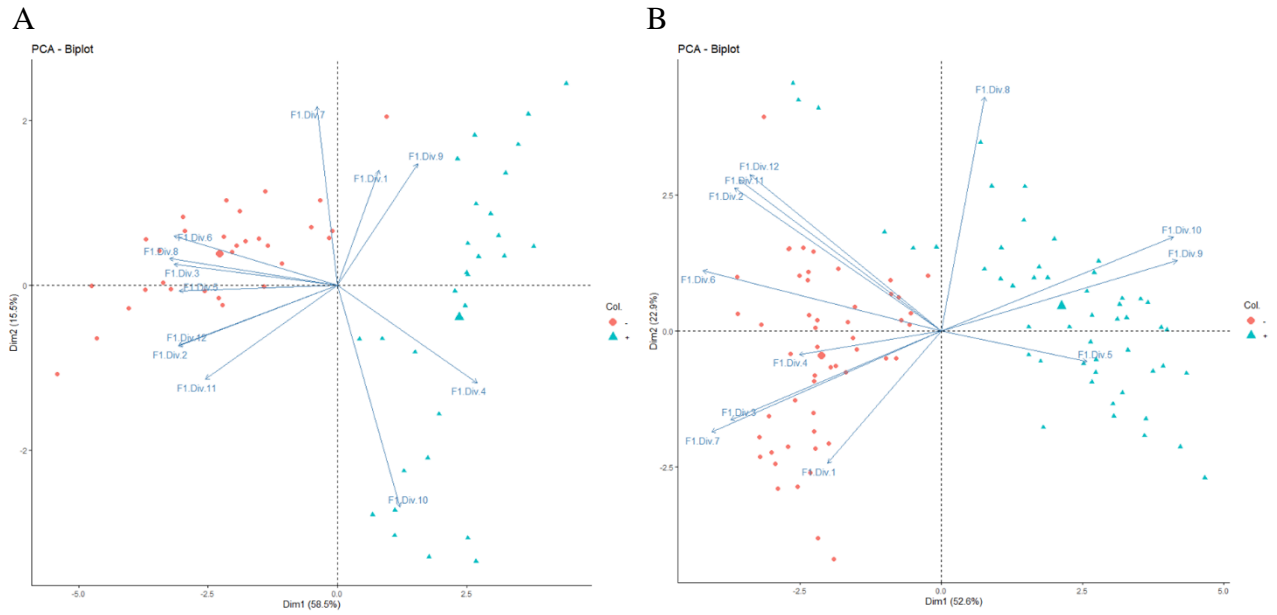 A
PCA - Biplot
F1.Div.7
F1.Div.9
F1.Div.1
F1.Div.6
F1.Div.8
F1.Div.3
F1.Div.5
F1.Div.12
F1.Div.2
F1.Div.11
F1.Div.4
F1.Div.10
2
0
-2
Dim2 (15.5%)
-5.0
-2.5
0.0
2.5
Dim1 (58.5%)
Col.
-
+
B
PCA - Biplot
F1.Div.8
F1.Div.12
F1.Div.11
F1.Div.2
F1.Div.10
F1.Div.9
F1.Div.6
F1.Div.4
F1.Div.5
F1.Div.3
F1.Div.7
F1.Div.1
2.5
0.0
-2.5
Dim2 (22.9%)
-2.5
0.0
2.5
5.0
Dim1 (52.6%)
Col.
-
+